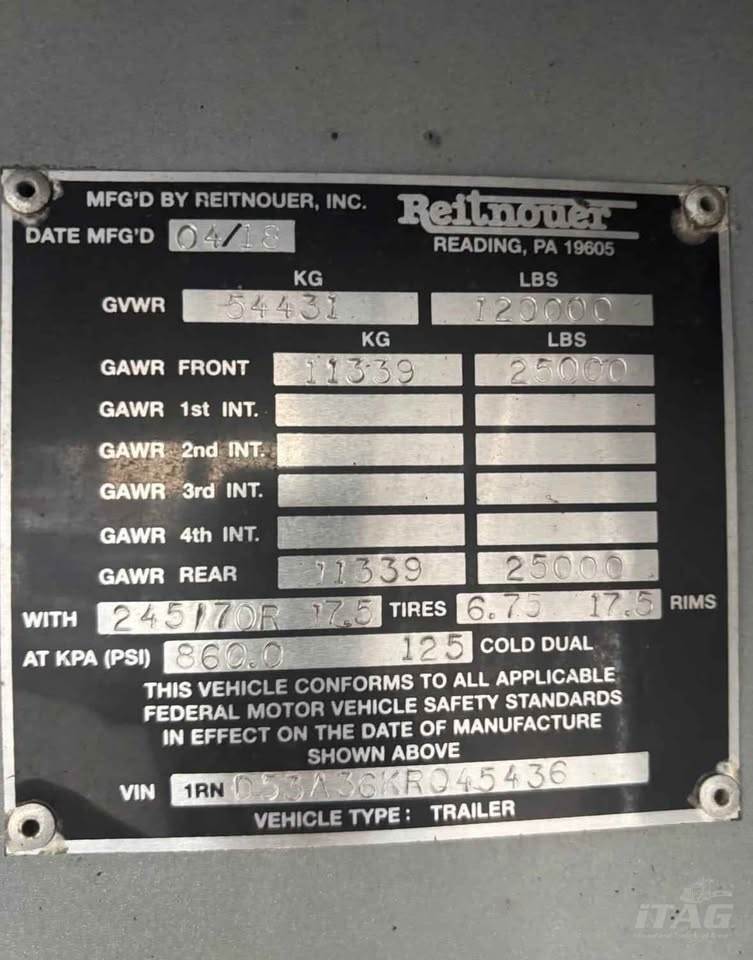 MFG'D BY REITNOUER, INC.
Reitnouer
DATE MFG'D 04/18
READING, PA 19605
KG LBS
GVWR 54431 120000
KG LBS
GAWR FRONT 11339 25000
GAWR 1st INT.
GAWR 2nd INT.
GAWR 3rd INT.
GAWR 4th INT.
GAWR REAR 11339 25000
WITH 245/70R 17.5 TIRES 6.75 17.5 RIMS
AT KPA (PSI) 860.0 125 COLD DUAL
THIS VEHICLE CONFORMS TO ALL APPLICABLE
FEDERAL MOTOR VEHICLE SAFETY STANDARDS
IN EFFECT ON THE DATE OF MANUFACTURE
SHOWN ABOVE
VIN 1RN D53A36KR045436
VEHICLE TYPE: TRAILER
iTAG